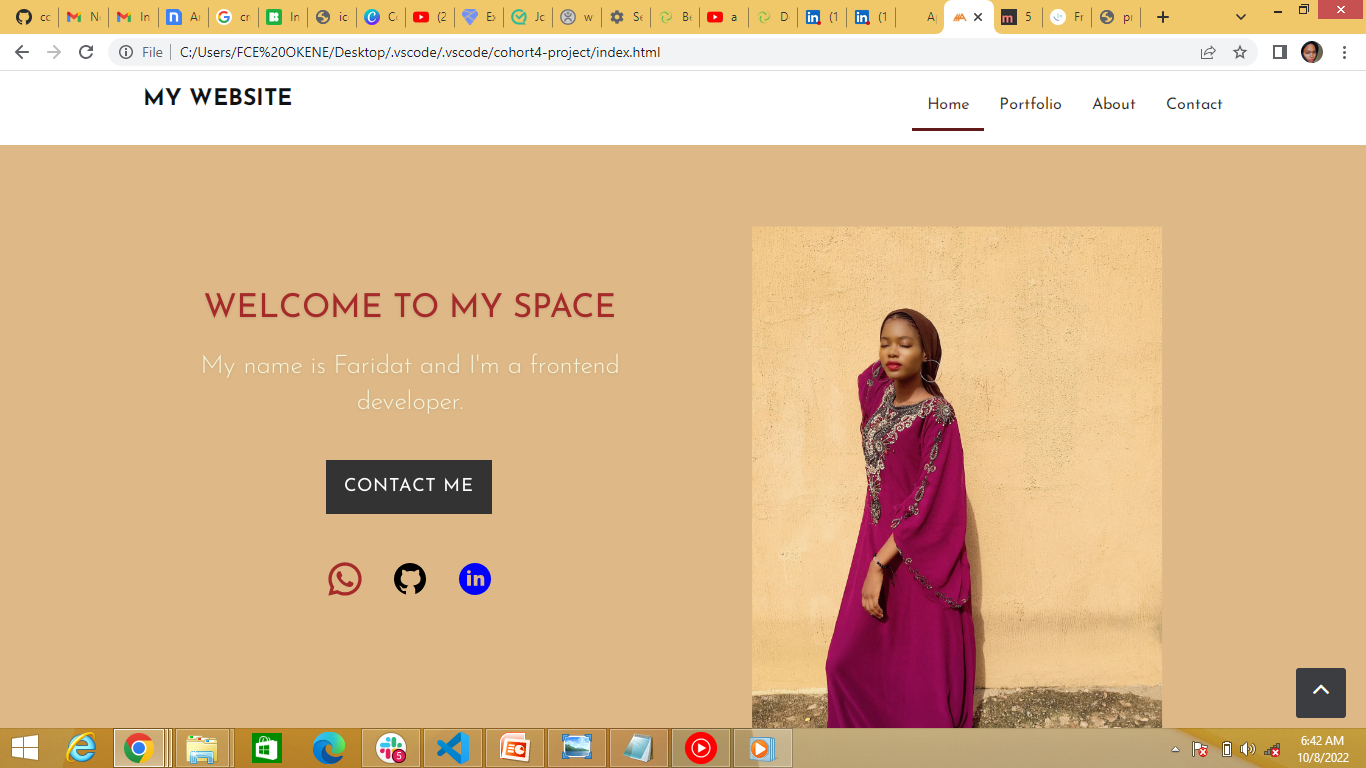 cc
N
In
A
cr
In
ic
C
(2
Ex
Jc
w
Se
Be
a
D
(1
(1
A
5
Fr
pi
File
C:/Users/FCE%20OKENE/Desktop/.vscode/.vscode/cohort4-project/index.html
MY WEBSITE
Home Portfolio About Contact
WELCOME TO MY SPACE
My name is Faridat and I'm a frontend
developer.
CONTACT ME
in
5
6:42 AM
10/8/2022